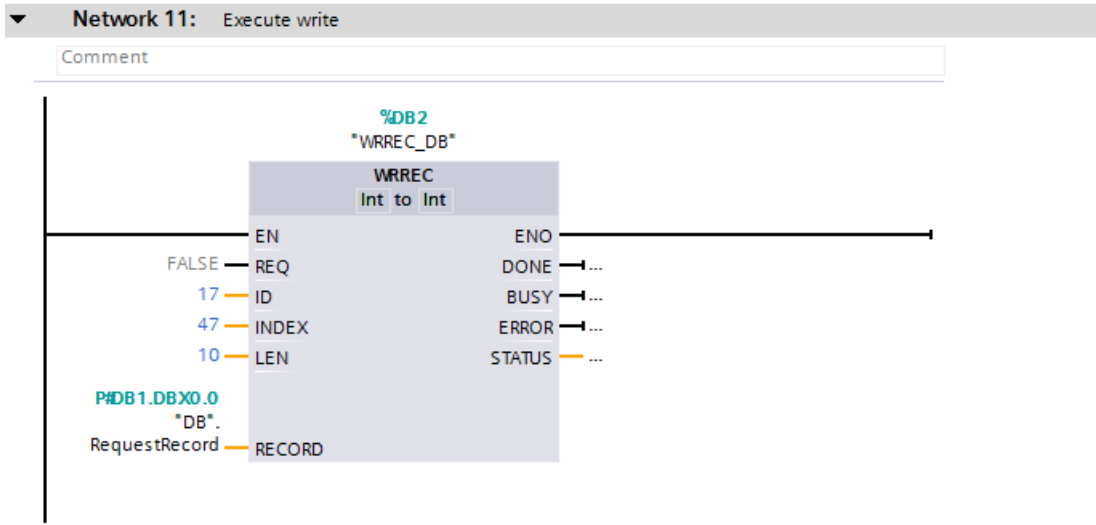 Network 11: Execute write
Comment
%DB2
"WRREC_DB"
WRREC
Int to Int
EN ENO
FALSE REQ DONE ...
17 ID BUSY ...
47 INDEX ERROR ...
10 LEN STATUS ...
P#DB1.DBX0.0
"DB".
RequestRecord RECORD